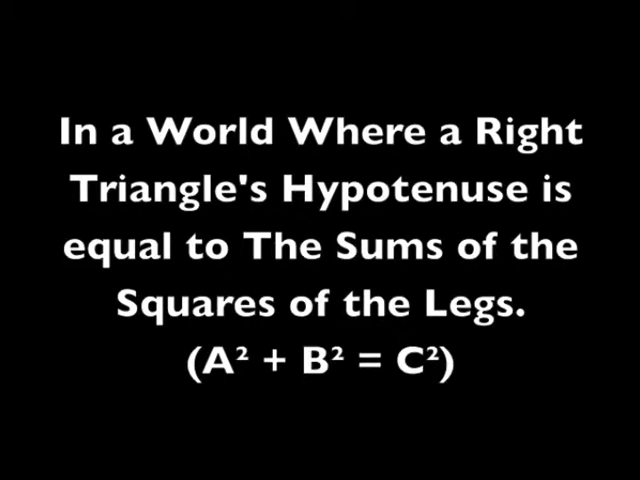 In a World Where a Right
Triangle's Hypotenuse is
equal to The Sums of the
Squares of the Legs.
(A² + B² = C²)